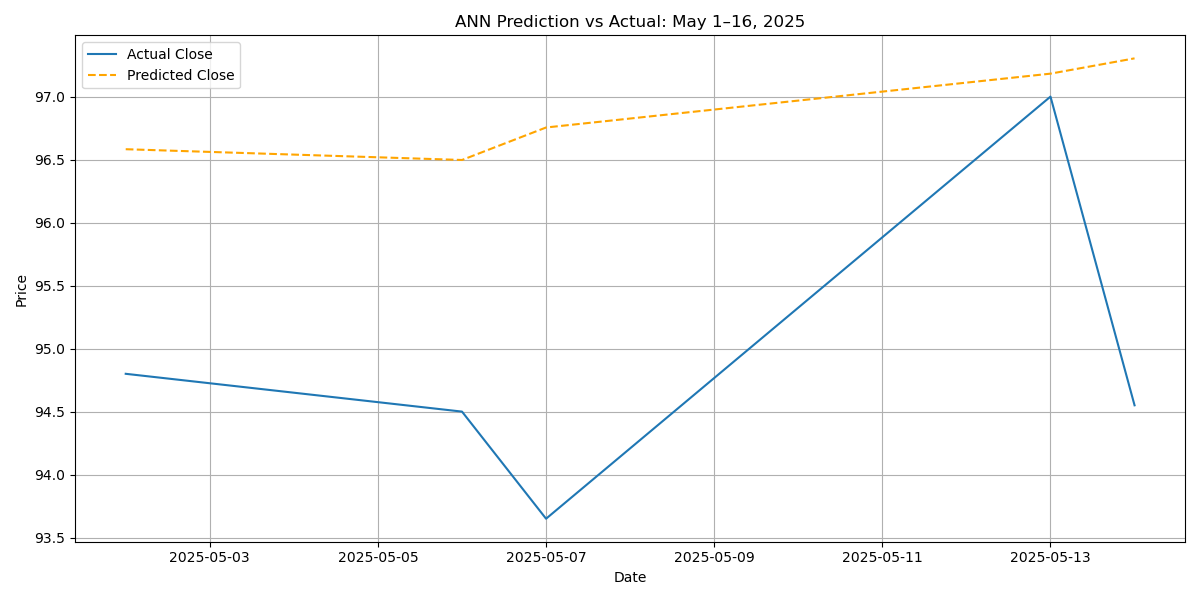 ANN Prediction vs Actual: May 1–16, 2025
Actual Close
Predicted Close
Price
97.0
96.5
96.0
95.5
95.0
94.5
94.0
93.5
2025-05-03
2025-05-05
2025-05-07
2025-05-09
2025-05-11
2025-05-13
Date